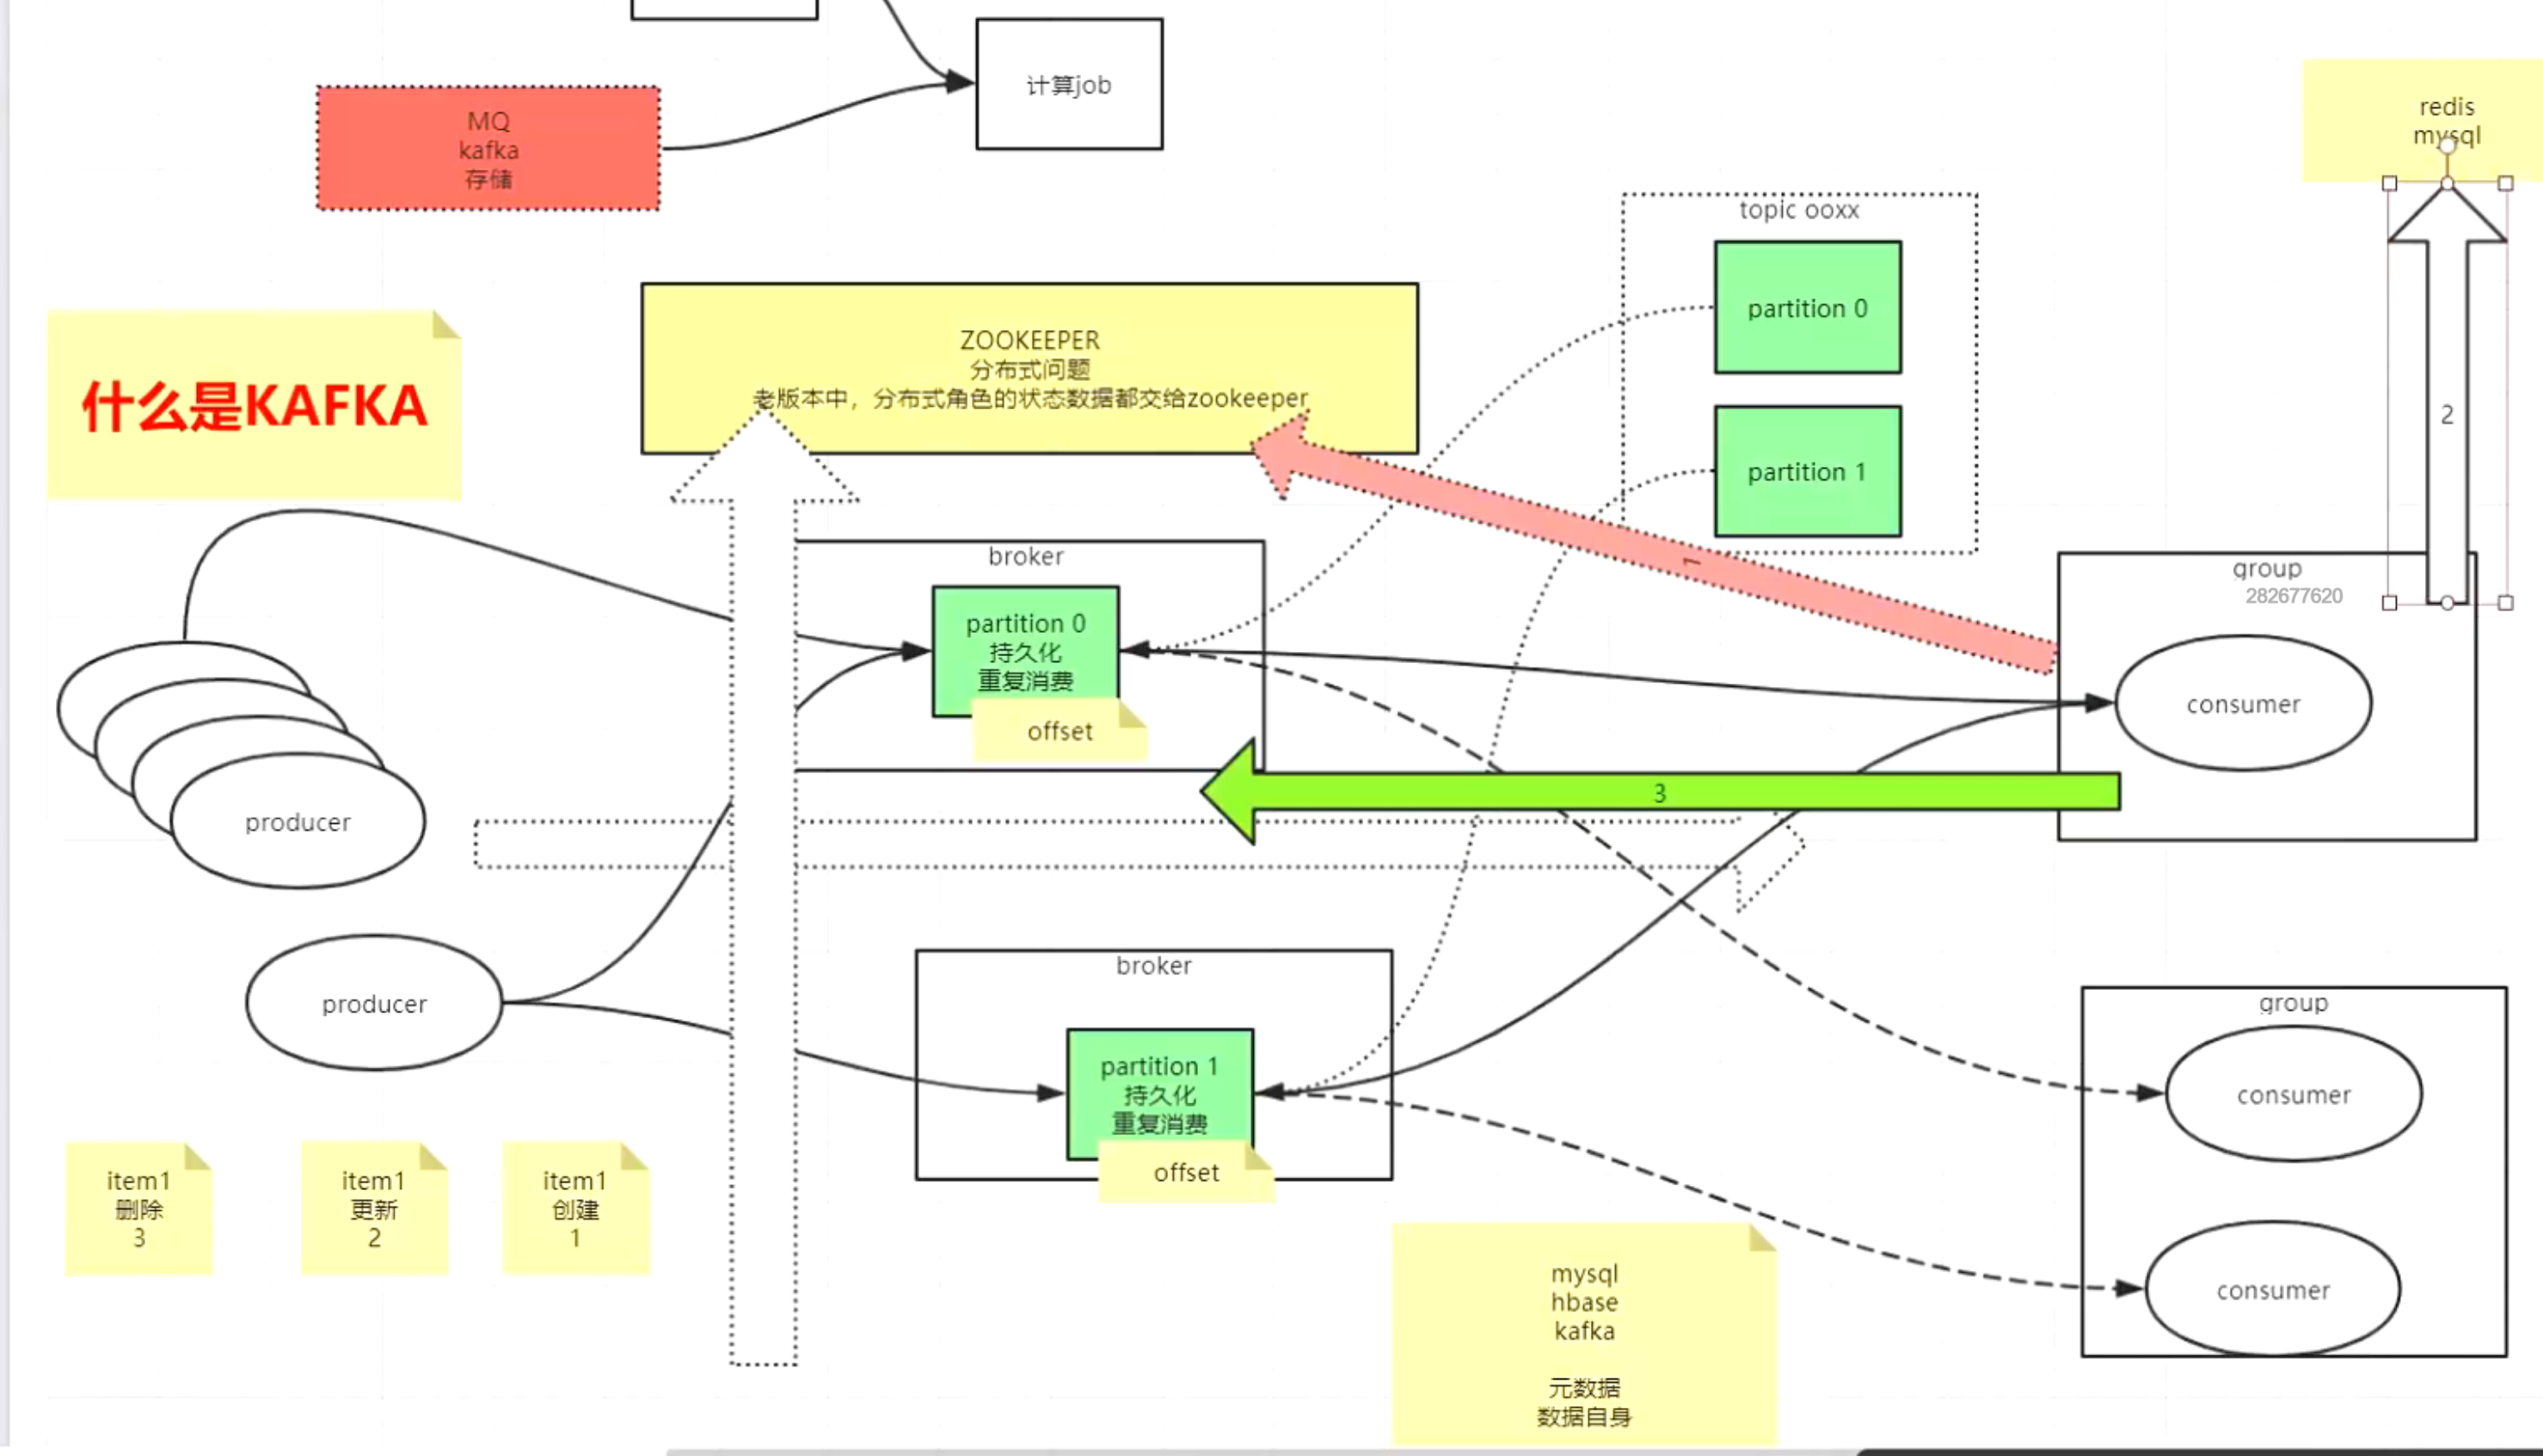 计算job
MQ
kafka
存储
redis
mysql
topic ooxx
partition 0
partition 1
ZOOKEEPER
分布式问题
老版本中，分布式角色的状态数据都交给zookeeper
什么是KAFKA
2
1
broker
partition 0
持久化
重复消费
offset
group
282677620
consumer
3
producer
producer
broker
partition 1
持久化
重复消费
offset
group
consumer
consumer
item1
删除
3
item1
更新
2
item1
创建
1
mysql
hbase
kafka
元数据
数据自身